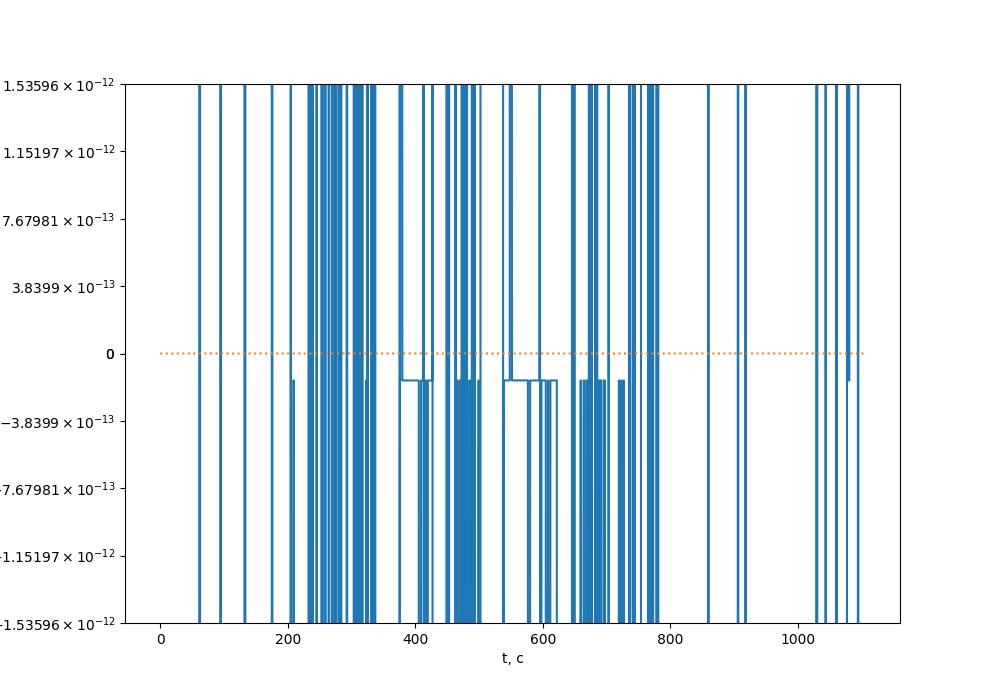 1.53596 × 10⁻¹²
1.15197 × 10⁻¹²
7.67981 × 10⁻¹³
3.8399 × 10⁻¹³
0
−3.8399 × 10⁻¹³
7.67981 × 10⁻¹³
1.15197 × 10⁻¹²
1.53596 × 10⁻¹²
0 200 400 600 800 1000
t, c